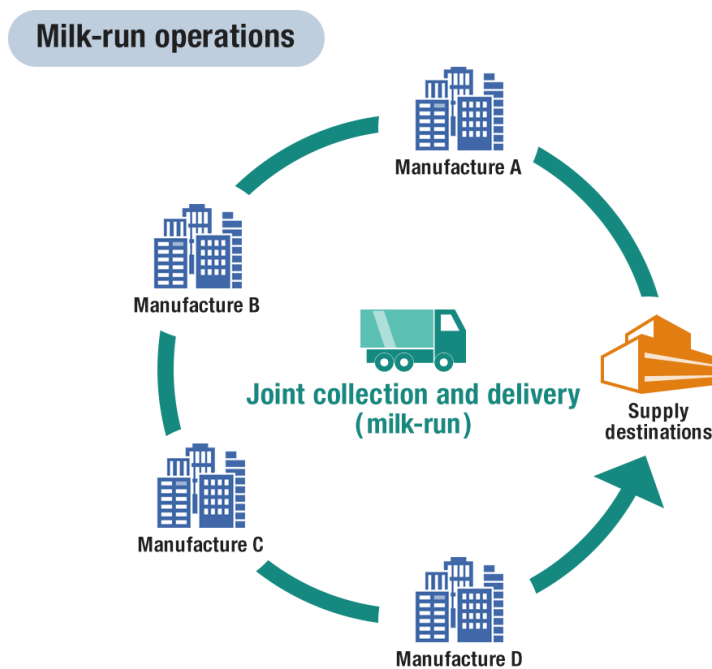 Milk-run operations
Manufacture A
Manufacture B
Joint collection and delivery
(milk-run)
Supply
destinations
Manufacture C
Manufacture D